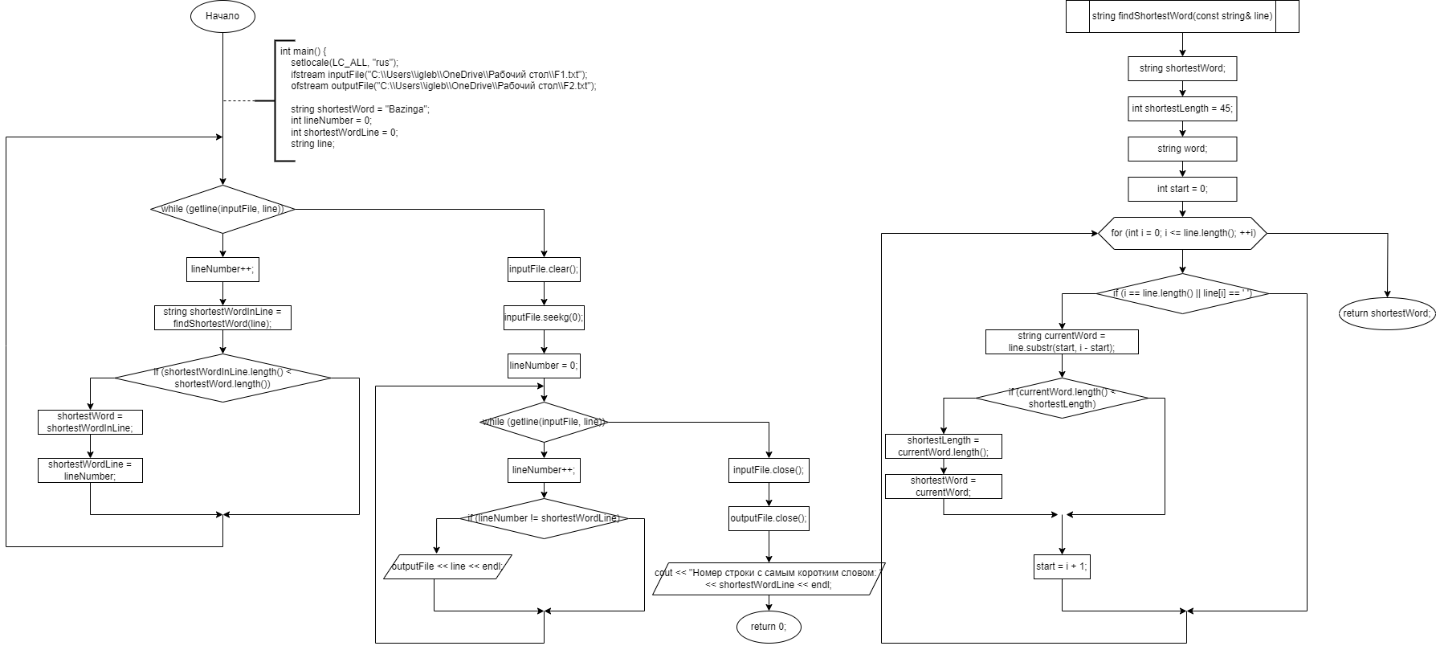 Начало
int main() {
setlocale(LC_ALL, "rus");
ifstream inputFile("C:\\Users\\igleb\\OneDrive\\Рабочий стол\\F1.txt");
ofstream outputFile("C:\\Users\\igleb\\OneDrive\\Рабочий стол\\F2.txt");
string shortestWord = "Bazinga";
int lineNumber = 0;
int shortestWordLine = 0;
string line;
while (getline(inputFile, line))
lineNumber++;
string shortestWordInLine =
findShortestWord(line);
if (shortestWordInLine.length() <
shortestWord.length())
shortestWord =
shortestWordInLine;
shortestWordLine =
lineNumber;
inputFile.clear();
inputFile.seekg(0);
lineNumber = 0;
while (getline(inputFile, line))
lineNumber++;
if (lineNumber != shortestWordLine)
outputFile << line << endl;
inputFile.close();
outputFile.close();
cout << "Номер строки с самым коротким словом: "
<< shortestWordLine << endl;
return 0;
string findShortestWord(const string& line)
string shortestWord;
int shortestLength = 45;
string word;
int start = 0;
for (int i = 0; i <= line.length(); ++i)
if (i == line.length() || line[i] == ' ')
string currentWord =
line.substr(start, i - start);
if (currentWord.length() <
shortestLength)
shortestLength =
currentWord.length();
shortestWord =
currentWord;
start = i + 1;
return shortestWord;